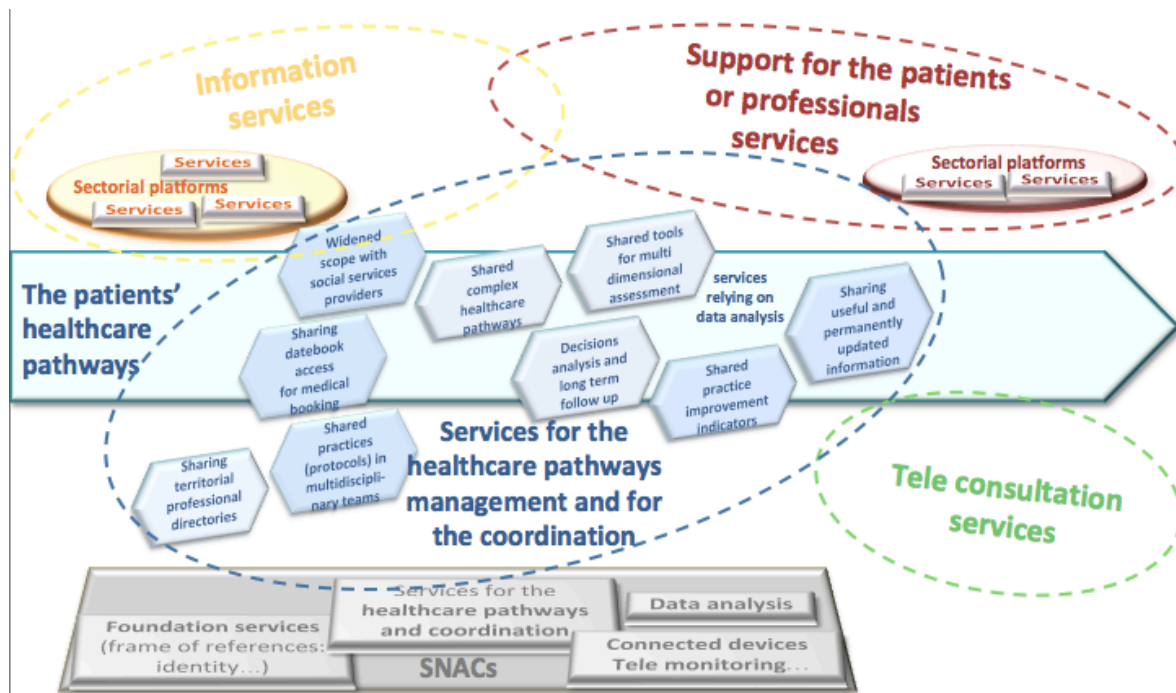 Information
services
Support for the patients
or professionals
services
Services
Sectorial platforms
Services
Services
Sectorial platforms
Services
Services
The patients’
healthcare
pathways
Widened
scope with
social services
providers
Shared
complex
healthcare
pathways
Shared tools
for multi
dimensional
assessment
services
relying on
data analysis
Sharing
useful and
permanently
updated
information
Sharing
datebook
access
for medical
booking
Decisions
analysis and
long term
follow up
Shared
practice
improvement
indicators
Sharing
territorial
professional
directories
Shared
practices
(protocols) in
multidiscipli-
nary teams
Services for the
healthcare pathways
management and for
the coordination
Tele consultation
services
Foundation services
(frame of references:
identity...)
Services for the
healthcare pathways
and coordination
Data analysis
Connected devices
Tele monitoring...
SNACs